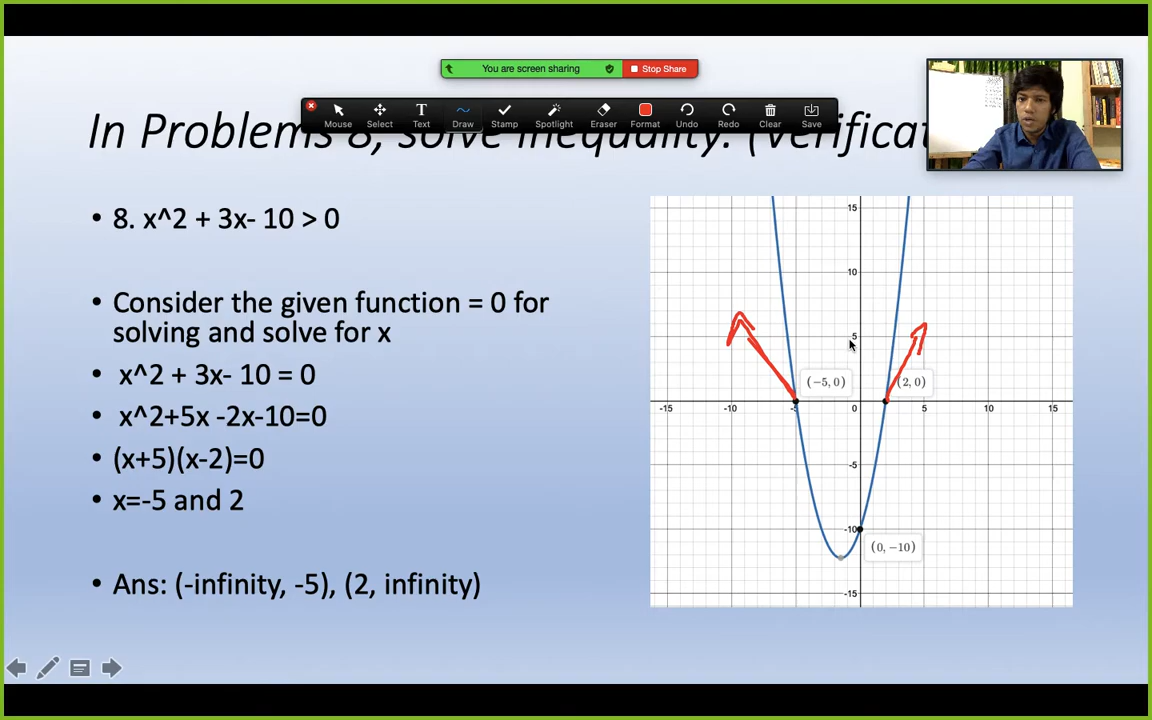 You are screen sharing Stop Share
Mouse Select Text Draw Stamp Spotlight Eraser Format Undo Redo Clear Save
In Problems 8, solve inequality. (Verificat
• 8. x^2 + 3x- 10 > 0
• Consider the given function = 0 for
solving and solve for x
• x^2 + 3x- 10 = 0
• x^2+5x -2x-10=0
• (x+5)(x-2)=0
• x=-5 and 2
• Ans: (-infinity, -5), (2, infinity)
15
10
5
(−5, 0) (2, 0)
-15 -10 -5 0 5 10 15
-5
-10
(0, −10)
-15